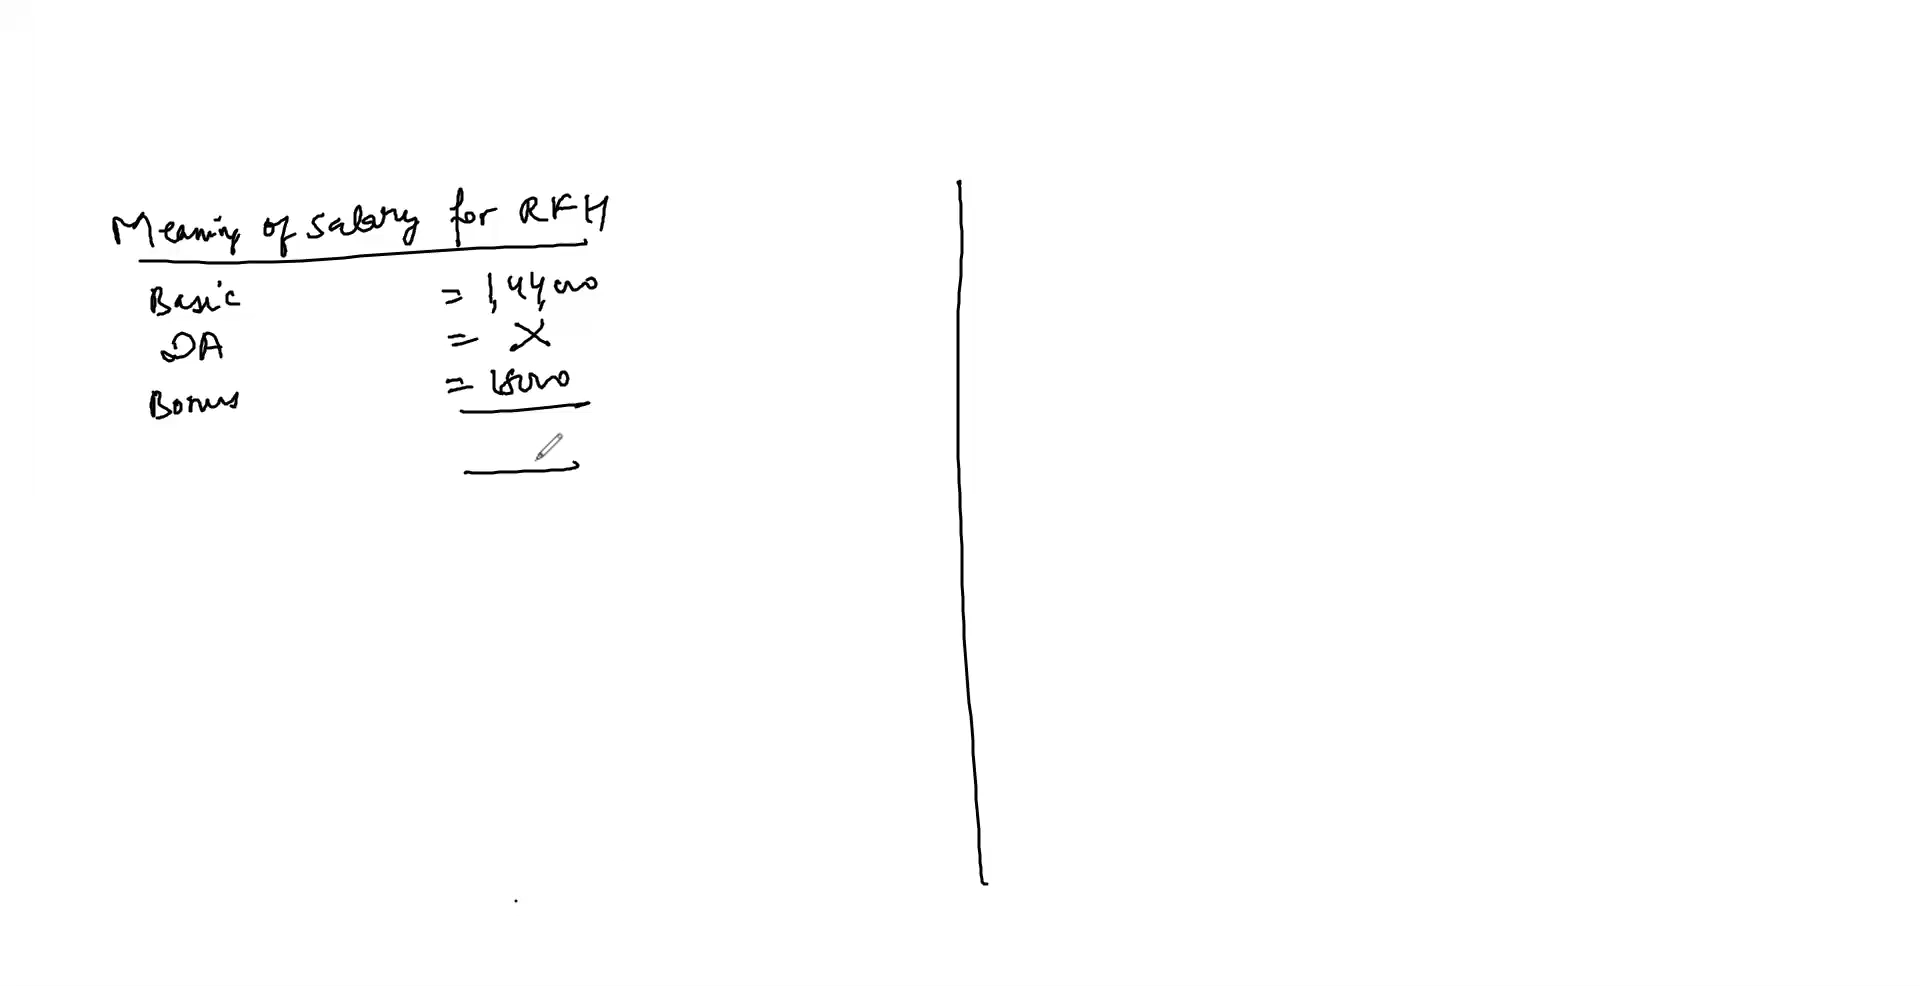 Meaning of salary for RFH
Basic = 1,44,000
DA = X
Bonus = 18000